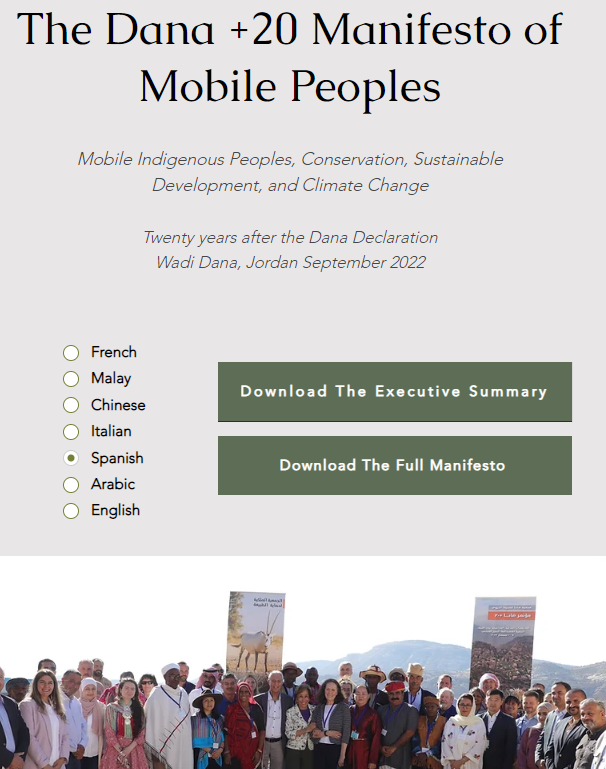 The Dana +20 Manifesto of
Mobile Peoples
Mobile Indigenous Peoples, Conservation, Sustainable
Development, and Climate Change
Twenty years after the Dana Declaration
Wadi Dana, Jordan September 2022
French
Malay
Chinese
Italian
Spanish
Arabic
English
Download The Executive Summary
Download The Full Manifesto